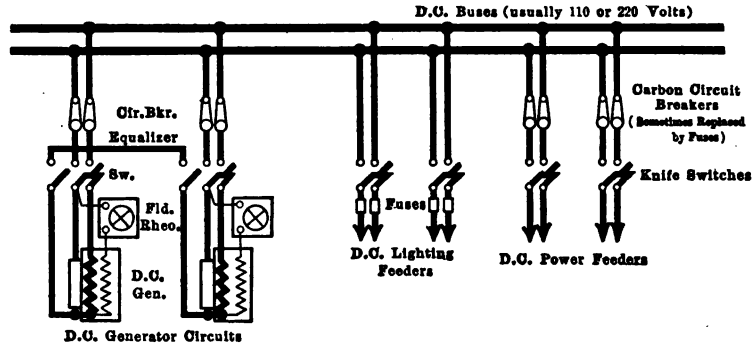 D.C. Buses (usually 110 or 220 Volts)
Cir.Bkr.
Carbon Circuit
Breakers
(Sometimes Replaced
by Fuses)
Equalizer
Sw.
Knife Switches
Fld.
Rheo.
Fuses
D.C. Lighting
Feeders
D.C. Power Feeders
D.C.
Gen.
D.C. Generator Circuits